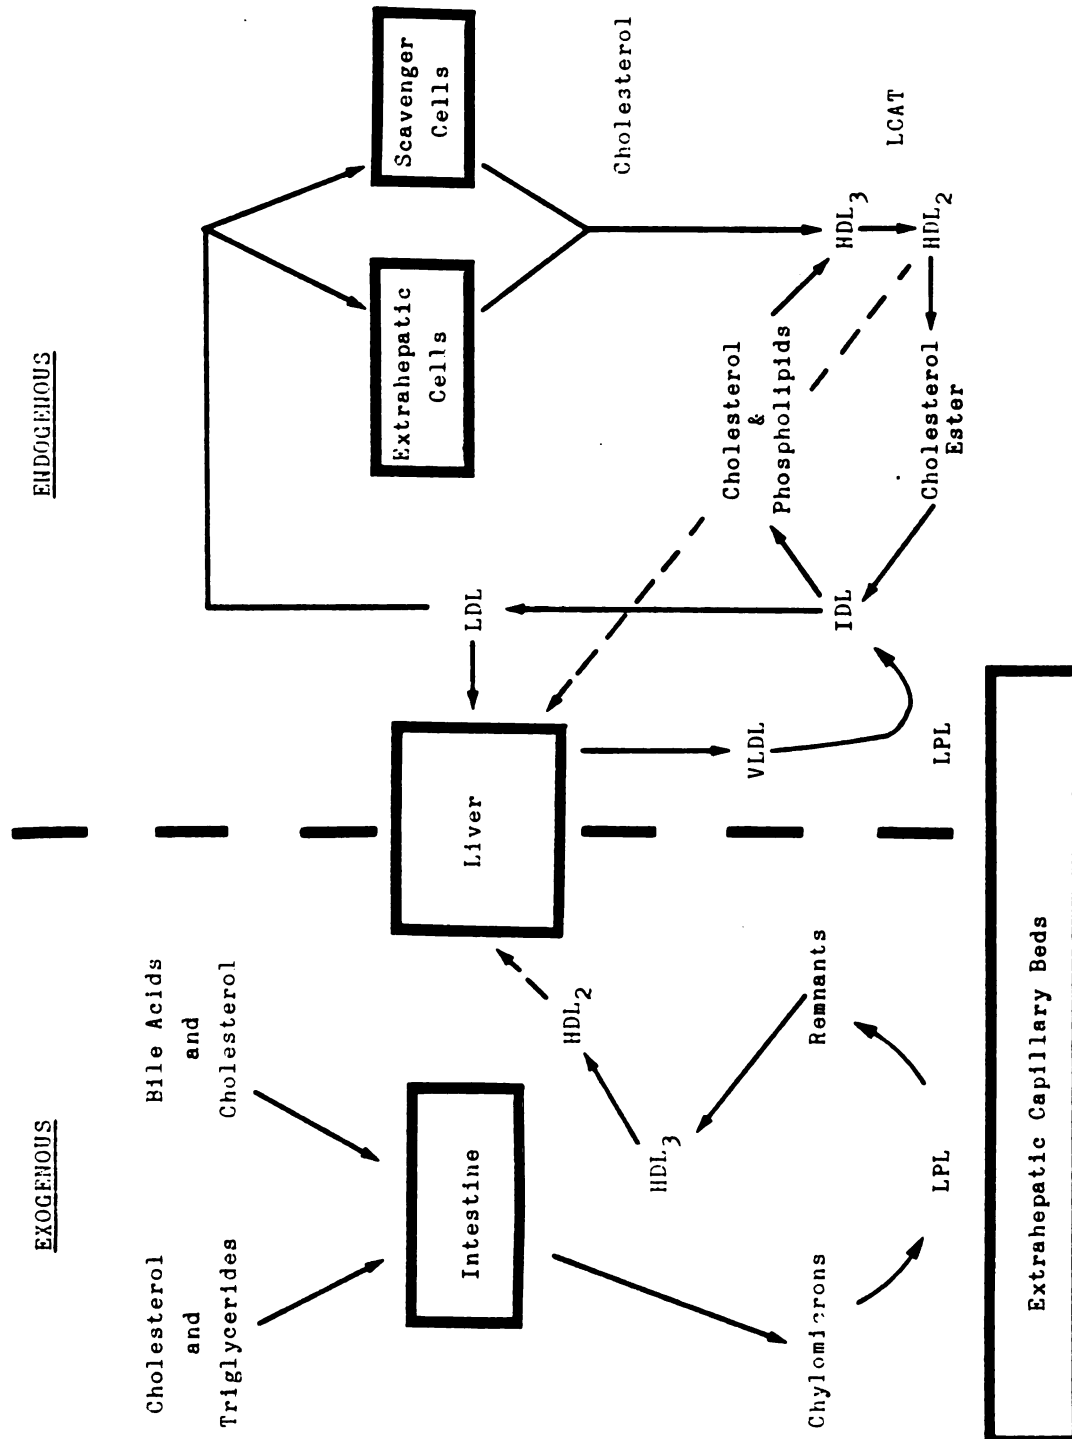 EXOGENOUS
ENDOGENOUS
Cholesterol
and
Triglycerides
Bile Acids
and
Cholesterol
Intestine
Liver
LDL
Extrahepatic
Cells
Scavenger
Cells
HDL2
HDL3
Cholesterol
Cholesterol
&
Phospholipids
Chylomicrons
Remnants
VLDL
IDL
HDL3
LCAT
HDL2
LPL
LPL
Cholesterol
Ester
Extrahepatic Capillary Beds